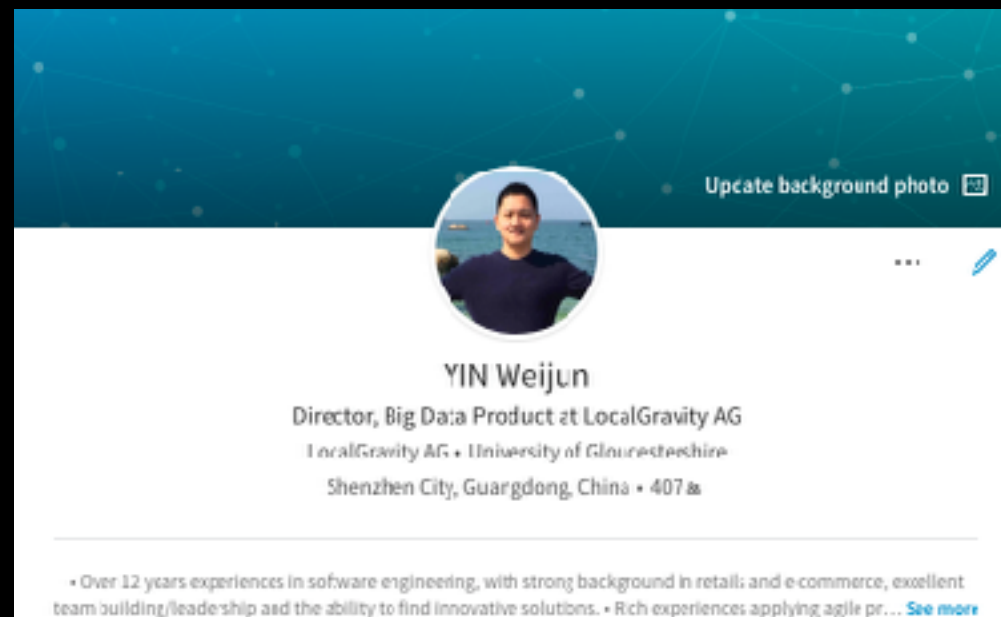 Update background photo
YIN Weijun
Director, Big Data Product at LocalGravity AG
LocalGravity AG • University of Gloucestershire
Shenzhen City, Guangdong, China • 407
• Over 12 years experiences in software engineering, with strong background in retails and e-commerce, excellent
team building/leadership and the ability to find innovative solutions. • Rich experiences applying agile pr... See more